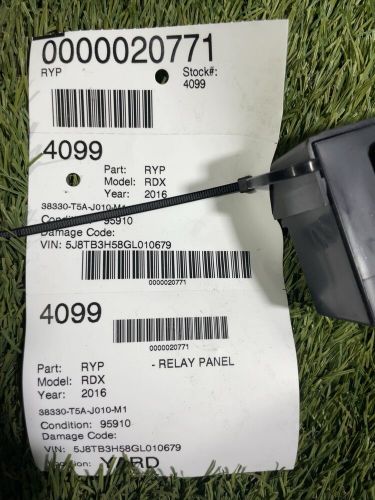 0000020771
RYP
Stock#:
4099
4099
Part: RYP
Model: RDX
Year: 2016
38330-T5A-J010-M1
Condition: 95910
Damage Code:
VIN: 5J8TB3H58GL010679
0000020771
4099
0000020771
Part: RYP - RELAY PANEL
Model: RDX
Year: 2016
38330-T5A-J010-M1
Condition: 95910
Damage Code:
VIN: 5J8TB3H58GL010679
YARD